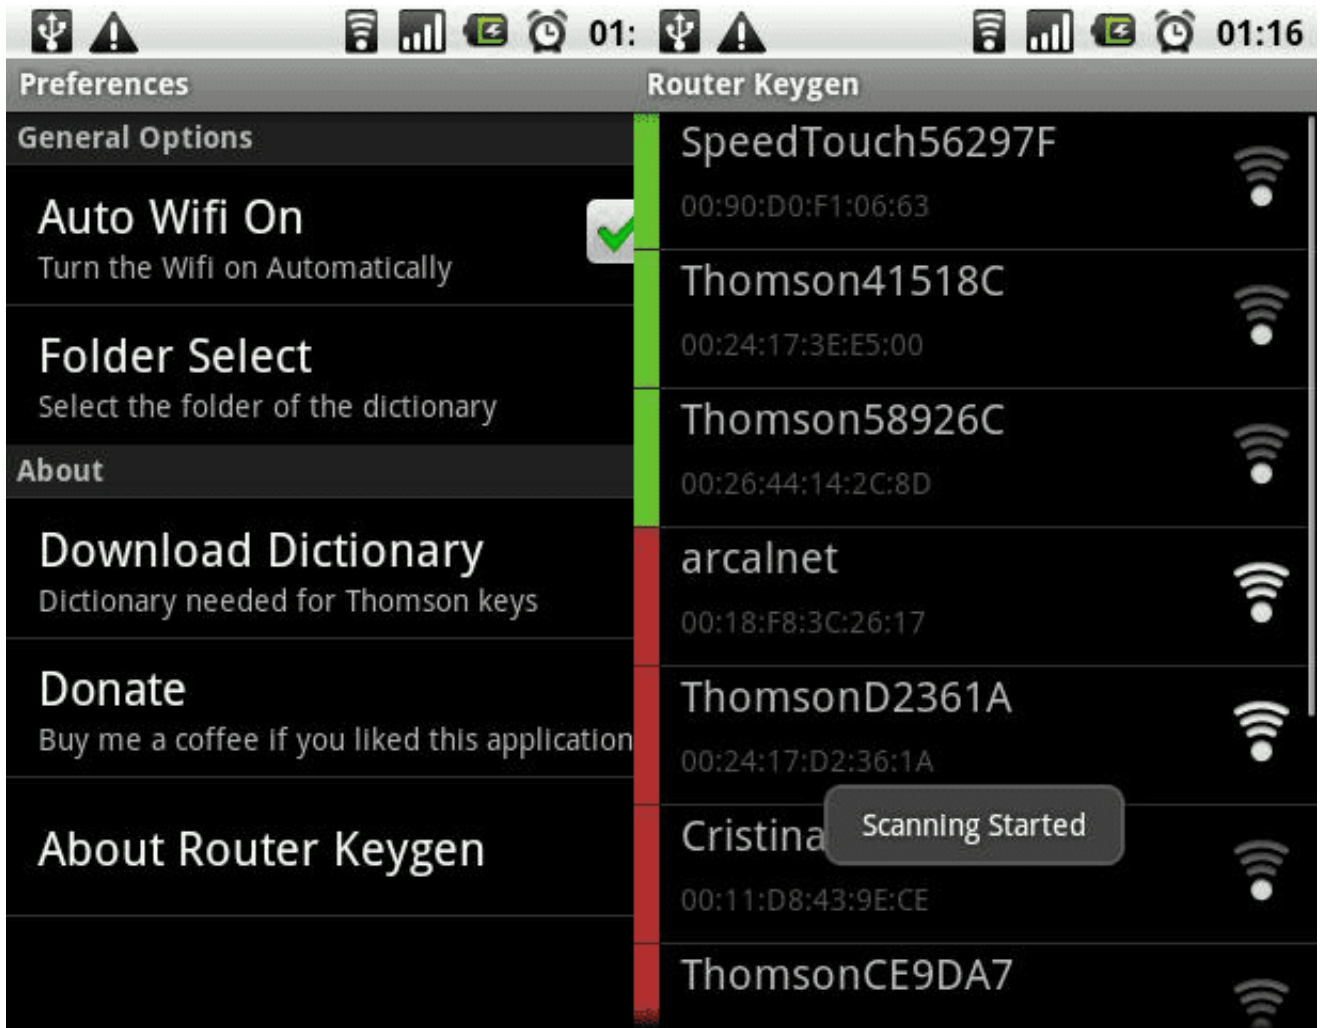 01:
Preferences
General Options
Auto Wifi On
Turn the Wifi on Automatically
Folder Select
Select the folder of the dictionary
About
Download Dictionary
Dictionary needed for Thomson keys
Donate
Buy me a coffee if you liked this application
About Router Keygen
01:16
Router Keygen
SpeedTouch56297F
00:90:D0:F1:06:63
Thomson41518C
00:24:17:3E:E5:00
Thomson58926C
00:26:44:14:2C:8D
arcalnet
00:18:F8:3C:26:17
ThomsonD2361A
00:24:17:D2:36:1A
Cristina
Scanning Started
00:11:D8:43:9E:CE
ThomsonCE9DA7